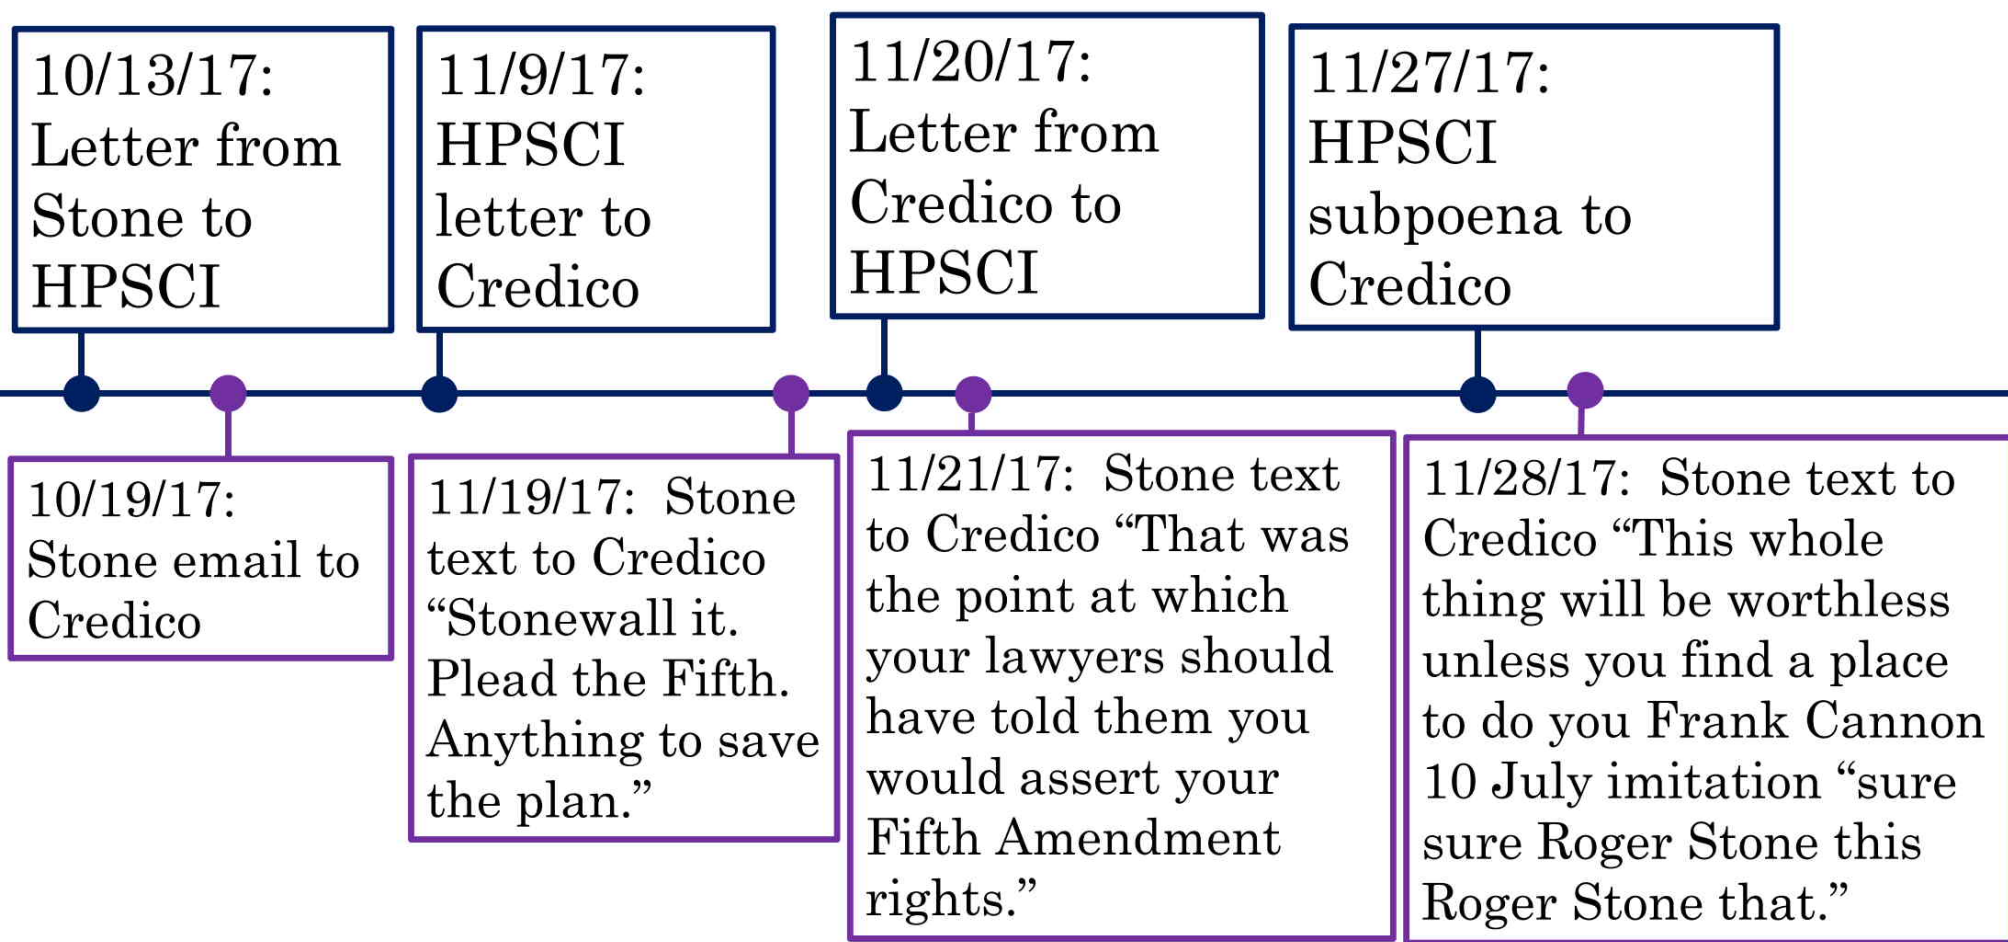 10/13/17:
Letter from
Stone to
HPSCI
11/9/17:
HPSCI
letter to
Credico
11/20/17:
Letter from
Credico to
HPSCI
11/27/17:
HPSCI
subpoena to
Credico
10/19/17:
Stone email to
Credico
11/19/17:  Stone
text to Credico
“Stonewall it.
Plead the Fifth.
Anything to save
the plan.”
11/21/17:  Stone text
to Credico “That was
the point at which
your lawyers should
have told them you
would assert your
Fifth Amendment
rights.”
11/28/17:  Stone text to
Credico “This whole
thing will be worthless
unless you find a place
to do you Frank Cannon
10 July imitation “sure
sure Roger Stone this
Roger Stone that.”